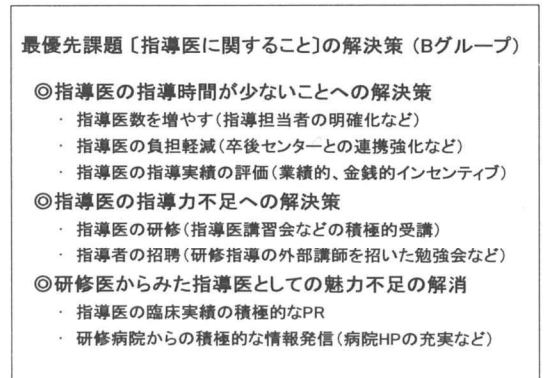 最優先課題〔指導医に関すること〕の解決策（Bグループ）
◎指導医の指導時間が少ないことへの解決策
・ 指導医数を増やす（指導担当者の明確化など）
・ 指導医の負担軽減（卒後センターとの連携強化など）
・ 指導医の指導実績の評価（業績的、金銭的インセンティブ）
◎指導医の指導力不足への解決策
・ 指導医の研修（指導医講習会などの積極的受講）
・ 指導者の招聘（研修指導の外部講師を招いた勉強会など）
◎研修医からみた指導医としての魅力不足の解消
・ 指導医の臨床実績の積極的なPR
・ 研修病院からの積極的な情報発信（病院HPの充実など）